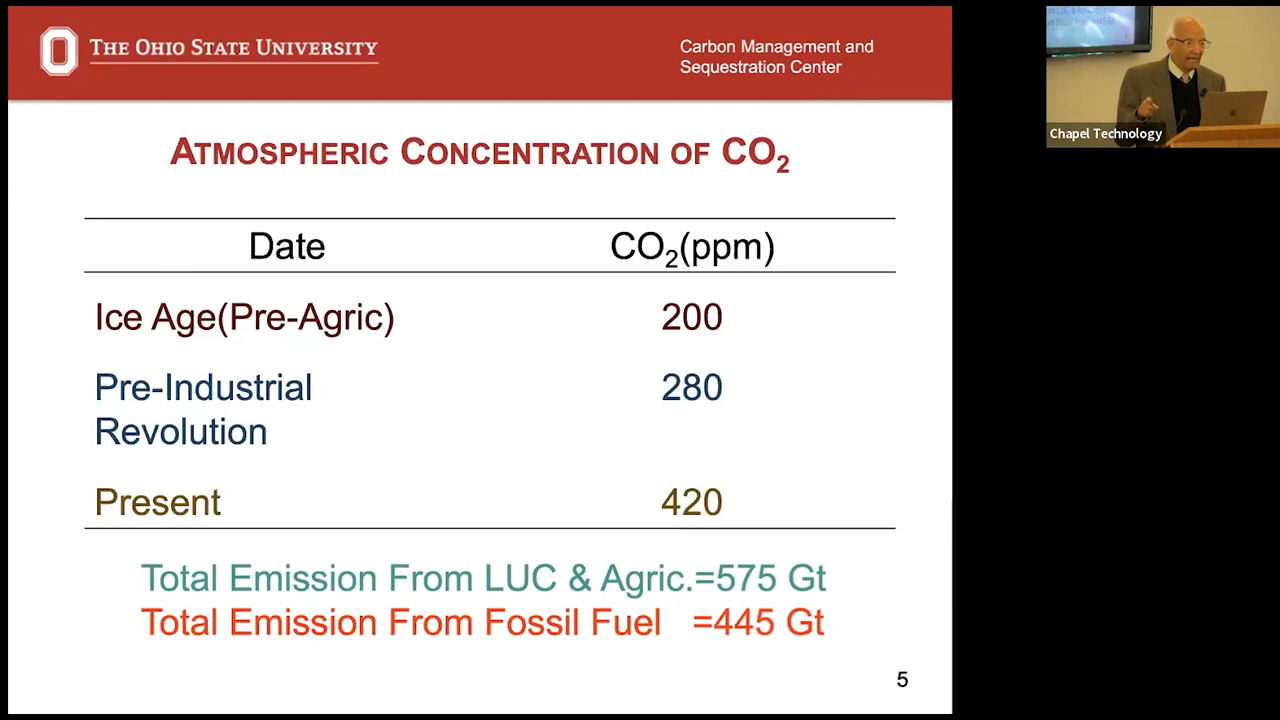 THE OHIO STATE UNIVERSITY
Carbon Management and
Sequestration Center
ATMOSPHERIC CONCENTRATION OF CO2
Date CO2(ppm)
Ice Age(Pre-Agric) 200
Pre-Industrial 280
Revolution
Present 420
Total Emission From LUC & Agric.=575 Gt
Total Emission From Fossil Fuel =445 Gt
5
Chapel Technology